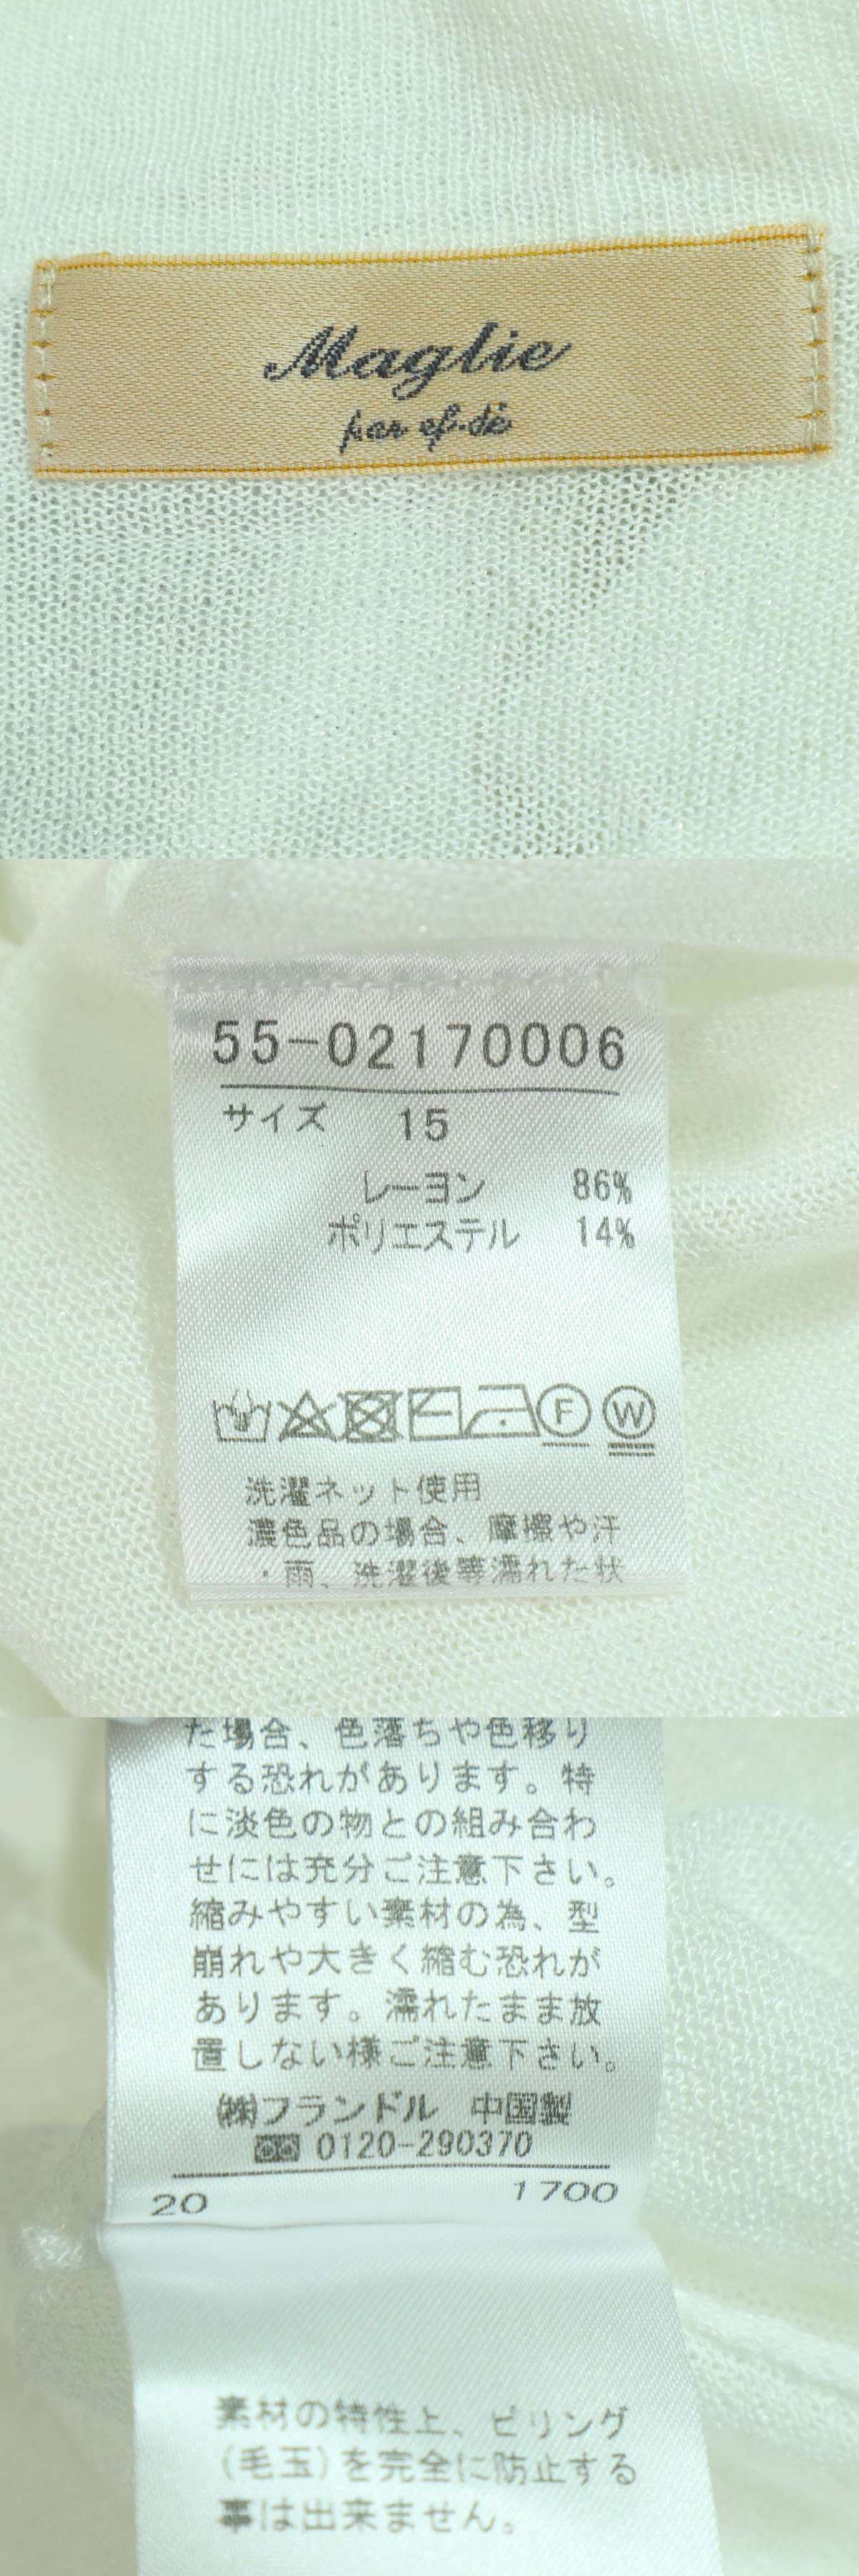 Maglie
par ef-dé
55-02170006
サイズ 15
レーヨン 86%
ポリエステル 14%
F W
洗濯ネット使用
濃色品の場合、摩擦や汗
・雨、洗濯後等濡れた状
た場合、色落ちや色移り
する恐れがあります。特
に淡色の物との組み合わ
せには充分ご注意下さい。
縮みやすい素材の為、型
崩れや大きく縮む恐れが
あります。濡れたまま放
置しない様ご注意下さい。
㈱フランドル 中国製
0120-290370
20 1700
素材の特性上、ピリング
(毛玉)を完全に防止する
事は出来ません。